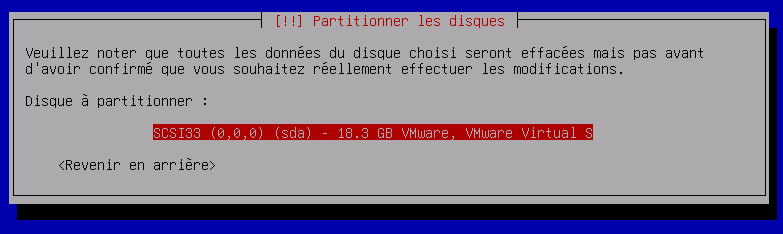 [!!] Partitionner les disques
Veuillez noter que toutes les données du disque choisi seront effacées mais pas avant
d'avoir confirmé que vous souhaitez réellement effectuer les modifications.
Disque à partitionner :
SCSI33 (0,0,0) (sda) - 18.3 GB VMware, VMware Virtual S
<Revenir en arrière>